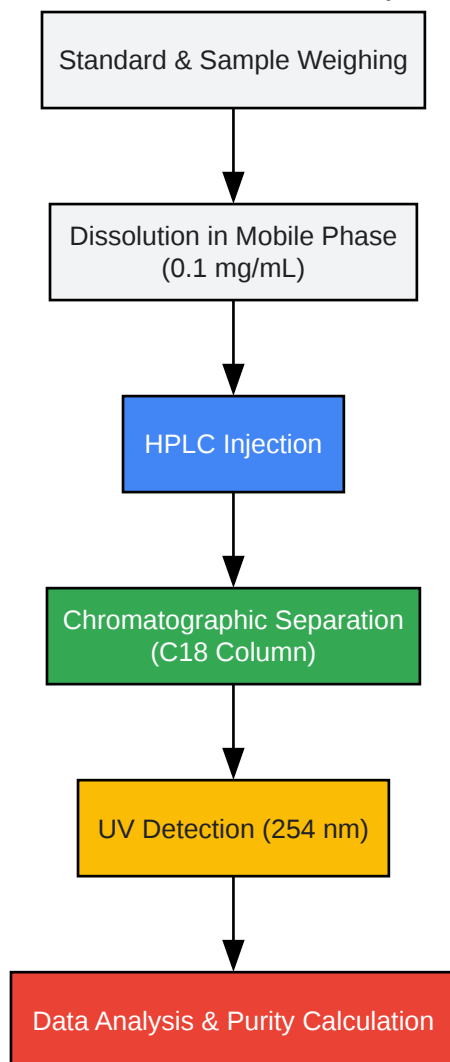 Standard & Sample Weighing
Dissolution in Mobile Phase
(0.1 mg/mL)
HPLC Injection
Chromatographic Separation
(C18 Column)
UV Detection (254 nm)
Data Analysis & Purity Calculation